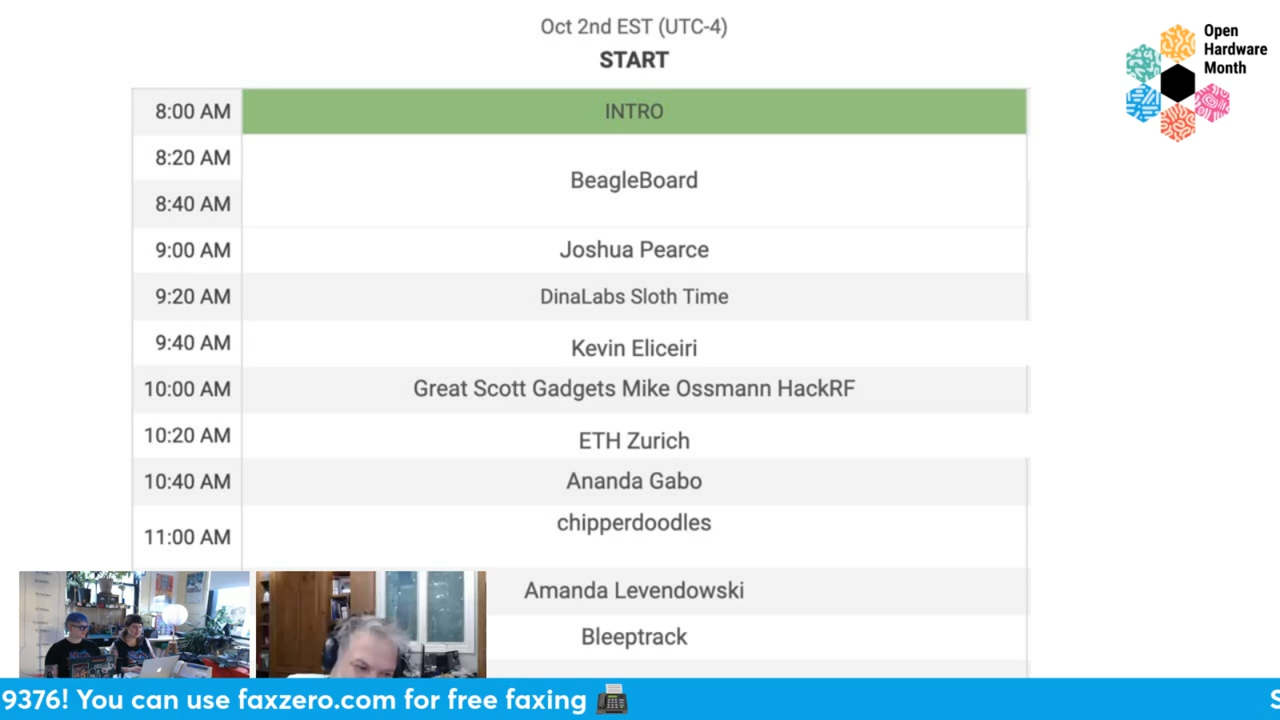 Oct 2nd EST (UTC-4)
START
Open
Hardware
Month
8:00 AM INTRO
8:20 AM
BeagleBoard
8:40 AM
9:00 AM Joshua Pearce
9:20 AM DinaLabs Sloth Time
9:40 AM Kevin Eliceiri
10:00 AM Great Scott Gadgets Mike Ossmann HackRF
10:20 AM ETH Zurich
10:40 AM Ananda Gabo
11:00 AM chipperdoodles
Amanda Levendowski
Bleeptrack
9376! You can use faxzero.com for free faxing